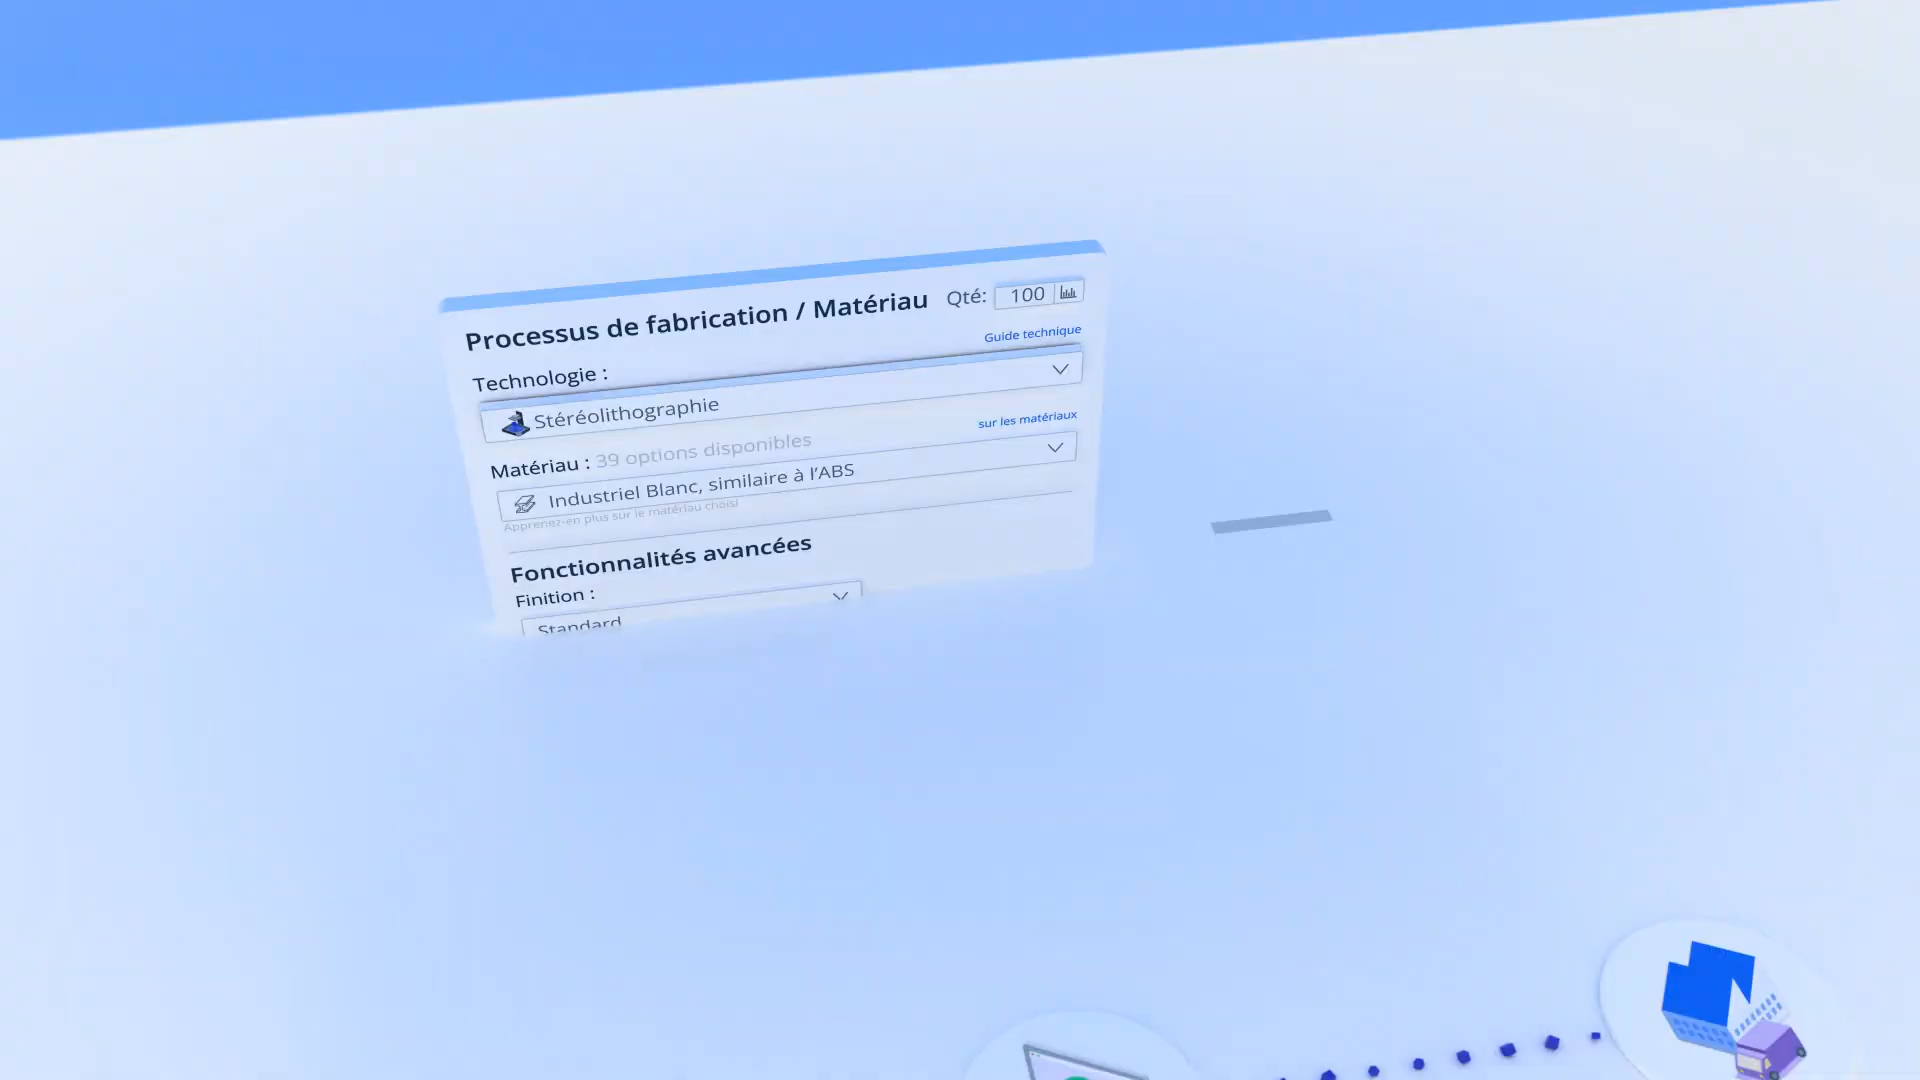 Processus de fabrication / Matériau Qté: 100
Guide technique
Technologie :
Stéréolithographie
sur les matériaux
Matériau : 39 options disponibles
Industriel Blanc, similaire à l’ABS
Apprenez-en plus sur le matériau choisi
Fonctionnalités avancées
Finition :
Standard